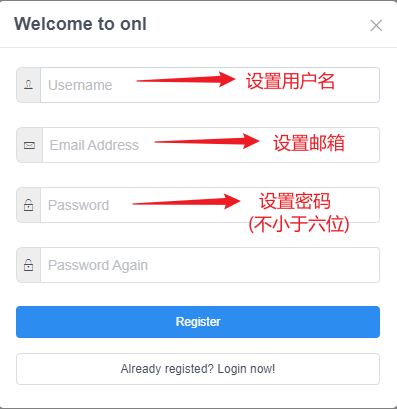 Welcome to onl
Username 设置用户名
Email Address 设置邮箱
Password 设置密码
(不小于六位)
Password Again
Register
Already registed? Login now!